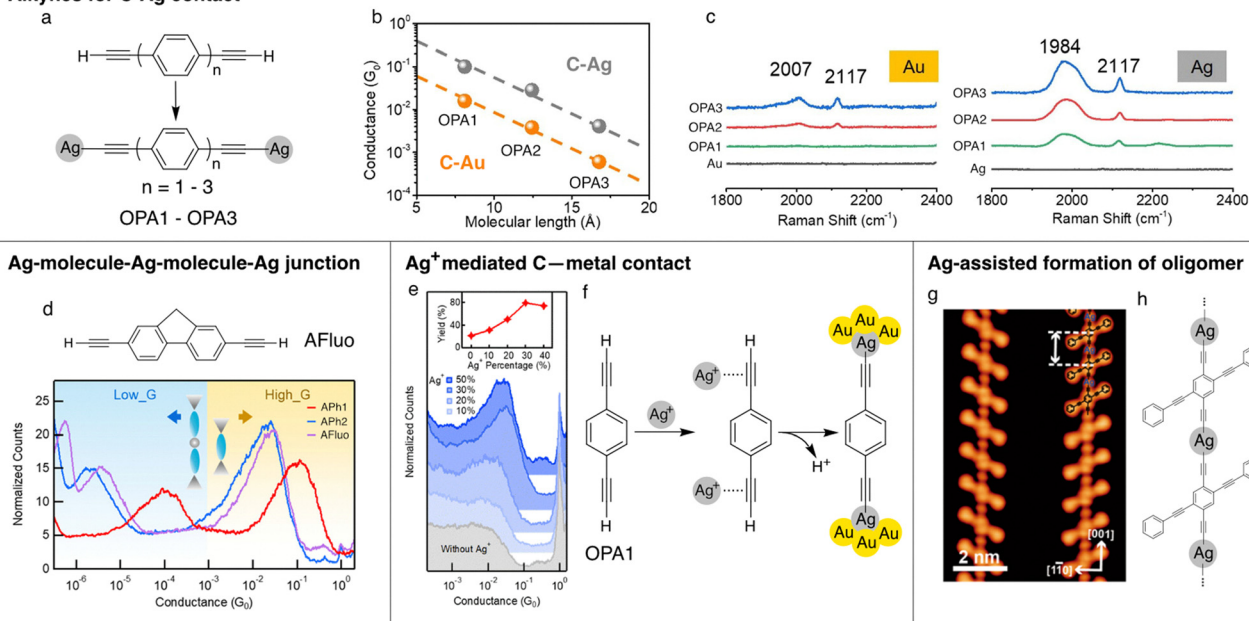 Alkynes for C-Ag contact
a
H
H
n
Ag
Ag
n
n = 1 - 3
OPA1 - OPA3
b
Conductance (G0)
10^0
10^-1
10^-2
10^-3
10^-4
C-Ag
OPA1
OPA2
C-Au
OPA3
5
10
15
20
Molecular length (Å)
c
2007
2117
Au
OPA3
OPA2
OPA1
Au
1800
2000
2200
2400
Raman Shift (cm-1)
1984
2117
Ag
OPA3
OPA2
OPA1
Ag
1800
2000
2200
2400
Raman Shift (cm-1)
Ag-molecule-Ag-molecule-Ag junction
d
H
H
AFluo
Normalized Counts
25
20
15
10
5
0
Low_G
High_G
APh1
APh2
AFluo
10^-6
10^-5
10^-4
10^-3
10^-2
10^-1
10^0
Conductance (G0)
Ag+ mediated C—metal contact
e
Yield (%)
80
40
0
0
10
20
30
40
Ag+ Percentage (%)
Ag+
50%
30%
20%
10%
Without Ag+
Normalized Counts
10^-3
10^-2
10^-1
10^0
Conductance (G0)
f
H
H
OPA1
Ag+
Ag+
H
Ag+
H
H+
Au
Au
Au
Ag
Ag
Au
Au
Au
Ag-assisted formation of oligomer
g
2 nm
[001]
[11̅0]
h
Ag
Ag
Ag